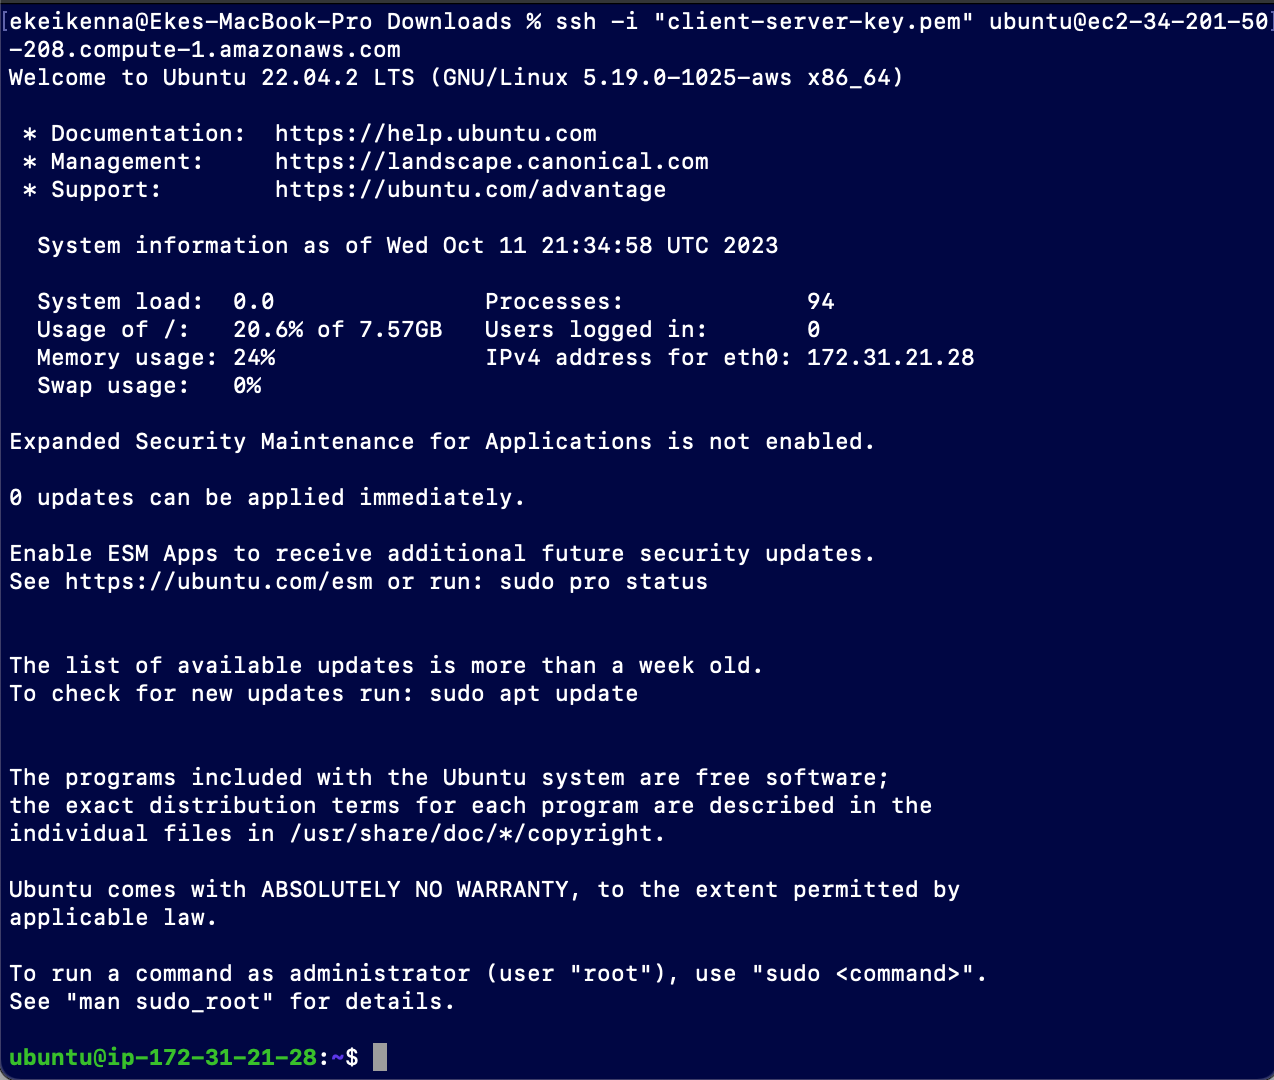 [ekeikenna@Ekes-MacBook-Pro Downloads % ssh -i "client-server-key.pem" ubuntu@ec2-34-201-50]
-208.compute-1.amazonaws.com
Welcome to Ubuntu 22.04.2 LTS (GNU/Linux 5.19.0-1025-aws x86_64)

 * Documentation:  https://help.ubuntu.com
 * Management:     https://landscape.canonical.com
 * Support:        https://ubuntu.com/advantage

  System information as of Wed Oct 11 21:34:58 UTC 2023

  System load:  0.0               Processes:             94
  Usage of /:   20.6% of 7.57GB   Users logged in:       0
  Memory usage: 24%               IPv4 address for eth0: 172.31.21.28
  Swap usage:   0%

Expanded Security Maintenance for Applications is not enabled.

0 updates can be applied immediately.

Enable ESM Apps to receive additional future security updates.
See https://ubuntu.com/esm or run: sudo pro status


The list of available updates is more than a week old.
To check for new updates run: sudo apt update


The programs included with the Ubuntu system are free software;
the exact distribution terms for each program are described in the
individual files in /usr/share/doc/*/copyright.

Ubuntu comes with ABSOLUTELY NO WARRANTY, to the extent permitted by
applicable law.

To run a command as administrator (user "root"), use "sudo <command>".
See "man sudo_root" for details.

ubuntu@ip-172-31-21-28:~$